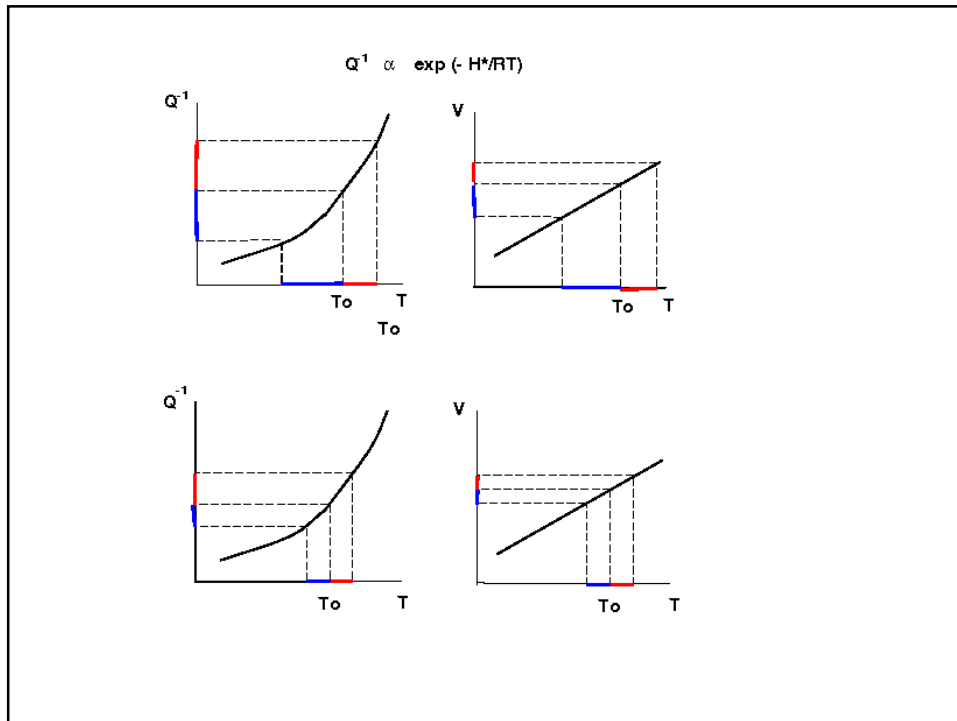 Q⁻¹ α exp (- H*/RT)
Q⁻¹
V
To T
To
To T
Q⁻¹
V
To T
To T